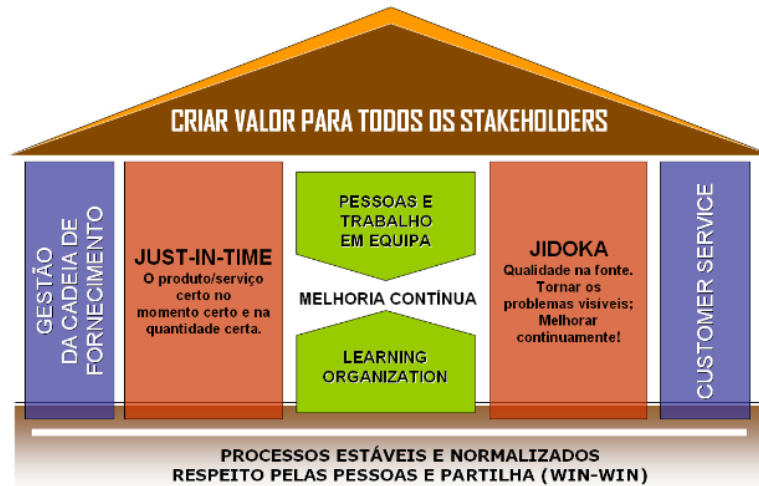 CRIAR VALOR PARA TODOS OS STAKEHOLDERS
GESTÃO
DA CADEIA DE
FORNECIMENTO
JUST-IN-TIME
O produto/serviço
certo no
momento certo e na
quantidade certa.
PESSOAS E
TRABALHO
EM EQUIPA
MELHORIA CONTÍNUA
LEARNING
ORGANIZATION
JIDOKA
Qualidade na fonte.
Tornar os
problemas visíveis;
Melhorar
continuamente!
CUSTOMER SERVICE
PROCESSOS ESTÁVEIS E NORMALIZADOS
RESPEITO PELAS PESSOAS E PARTILHA (WIN-WIN)